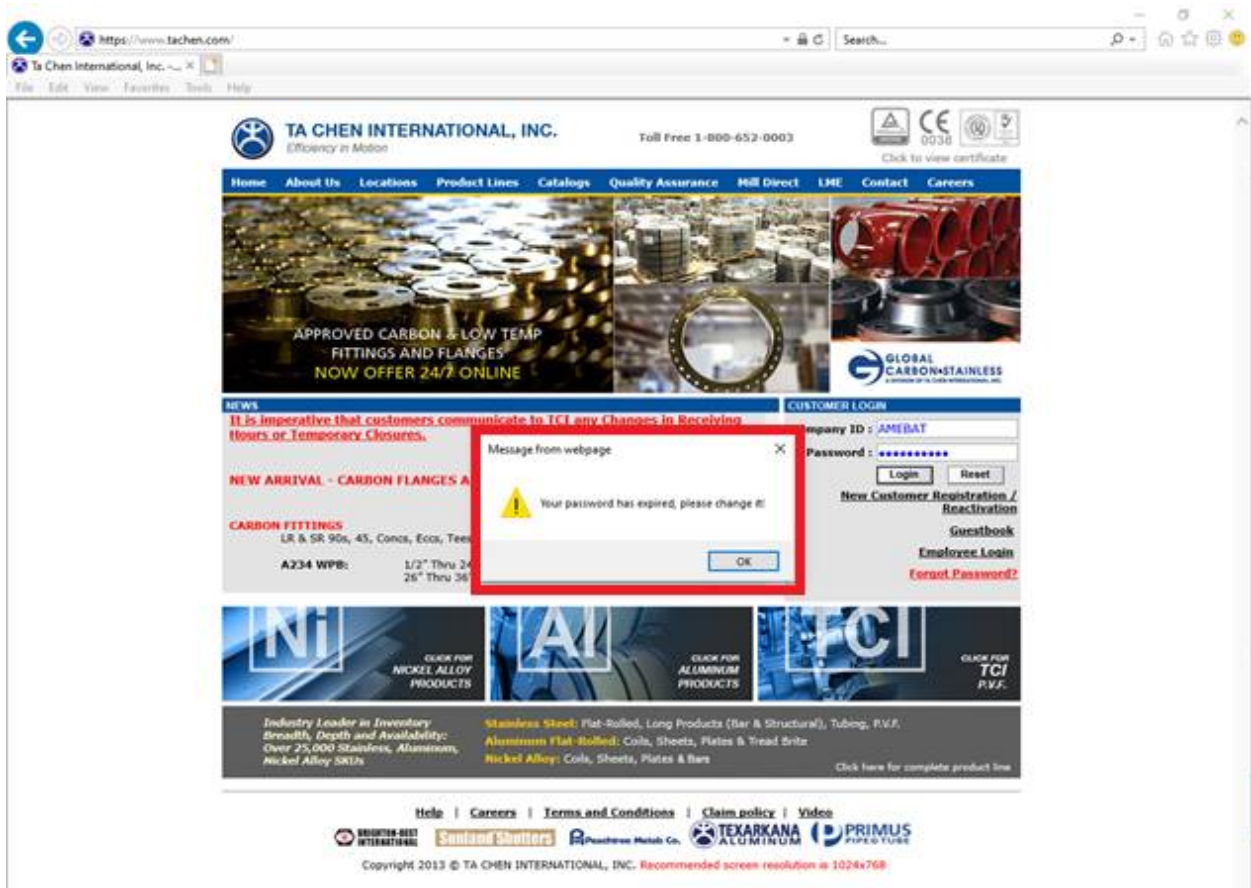 https://www.tachen.com/
Search...
Ta Chen International, Inc. -...
File Edit View Favorites Tools Help
TA CHEN INTERNATIONAL, INC.
Efficiency in Motion
Toll Free 1-800-652-0003
CE
0038
Click to view certificate
Home About Us Locations Product Lines Catalogs Quality Assurance Mill Direct LME Contact Careers
APPROVED CARBON & LOW TEMP
FITTINGS AND FLANGES
NOW OFFER 24/7 ONLINE
GLOBAL
CARBON•STAINLESS
A DIVISION OF TA CHEN INTERNATIONAL, INC.
NEWS
It is imperative that customers communicate to TCI any Changes in Receiving
Hours or Temporary Closures.
NEW ARRIVAL - CARBON FLANGES A
CARBON FITTINGS
LR & SR 90s, 45, Concs, Eccs, Tees
A234 WPB: 1/2" Thru 24
26" Thru 36"
CUSTOMER LOGIN
mpany ID : AMEBAT
Password :
Login Reset
New Customer Registration /
Reactivation
Guestbook
Employee Login
Forgot Password?
Message from webpage
Your password has expired, please change it!
OK
Ni
CLICK FOR
NICKEL ALLOY
PRODUCTS
Al
CLICK FOR
ALUMINUM
PRODUCTS
TCI
CLICK FOR
TCI
P.V.F.
Industry Leader in Inventory
Breadth, Depth and Availability:
Over 25,000 Stainless, Aluminum,
Nickel Alloy SKUs
Stainless Steel: Flat-Rolled, Long Products (Bar & Structural), Tubing, P.V.F.
Aluminum Flat-Rolled: Coils, Sheets, Plates & Tread Brite
Nickel Alloy: Coils, Sheets, Plates & Bars
Click here for complete product line
Help | Careers | Terms and Conditions | Claim policy | Video
BRIGHTON-BEST
INTERNATIONAL
Sunland Shutters
Peachtree Metals Co.
TEXARKANA
ALUMINUM
PRIMUS
PIPE & TUBE
Copyright 2013 © TA CHEN INTERNATIONAL, INC. Recommended screen resolution is 1024x768